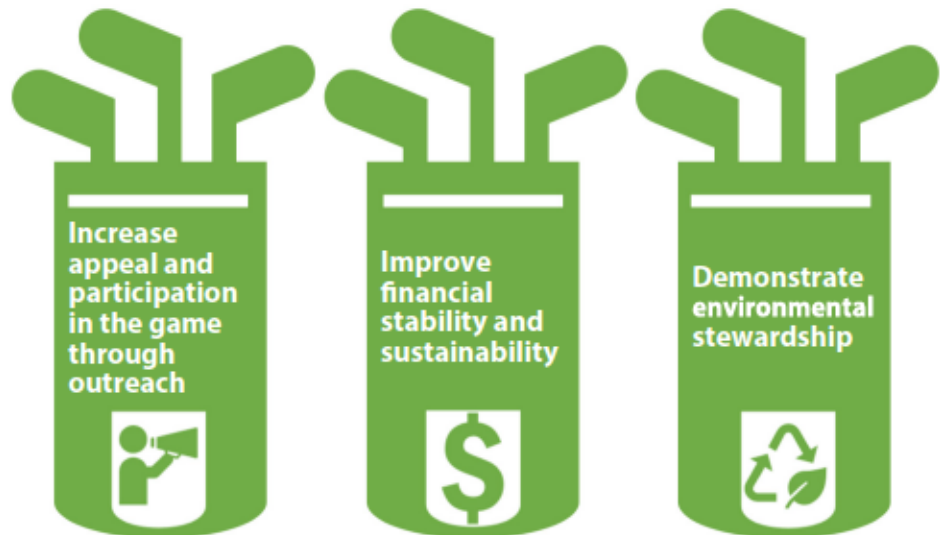 Increase
appeal and
participation
in the game
through
outreach
Improve
financial
stability and
sustainability
Demonstrate
environmental
stewardship
$